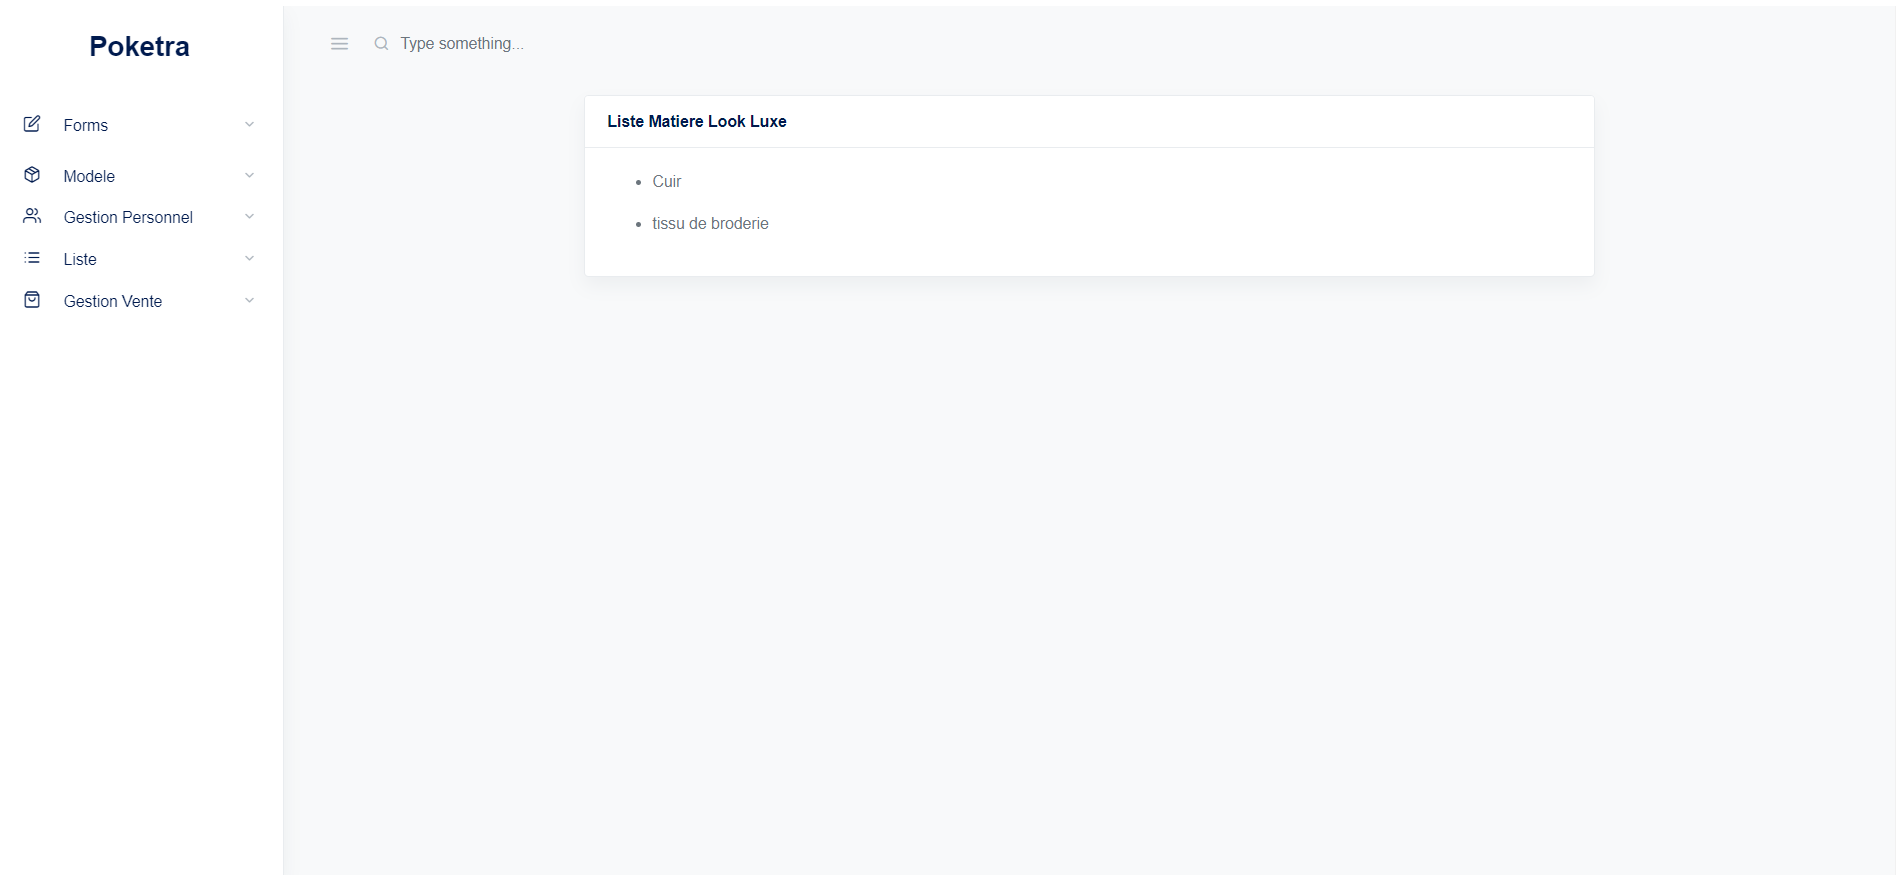 Poketra
Type something...
Forms
Modele
Gestion Personnel
Liste
Gestion Vente
Liste Matiere Look Luxe
Cuir
tissu de broderie